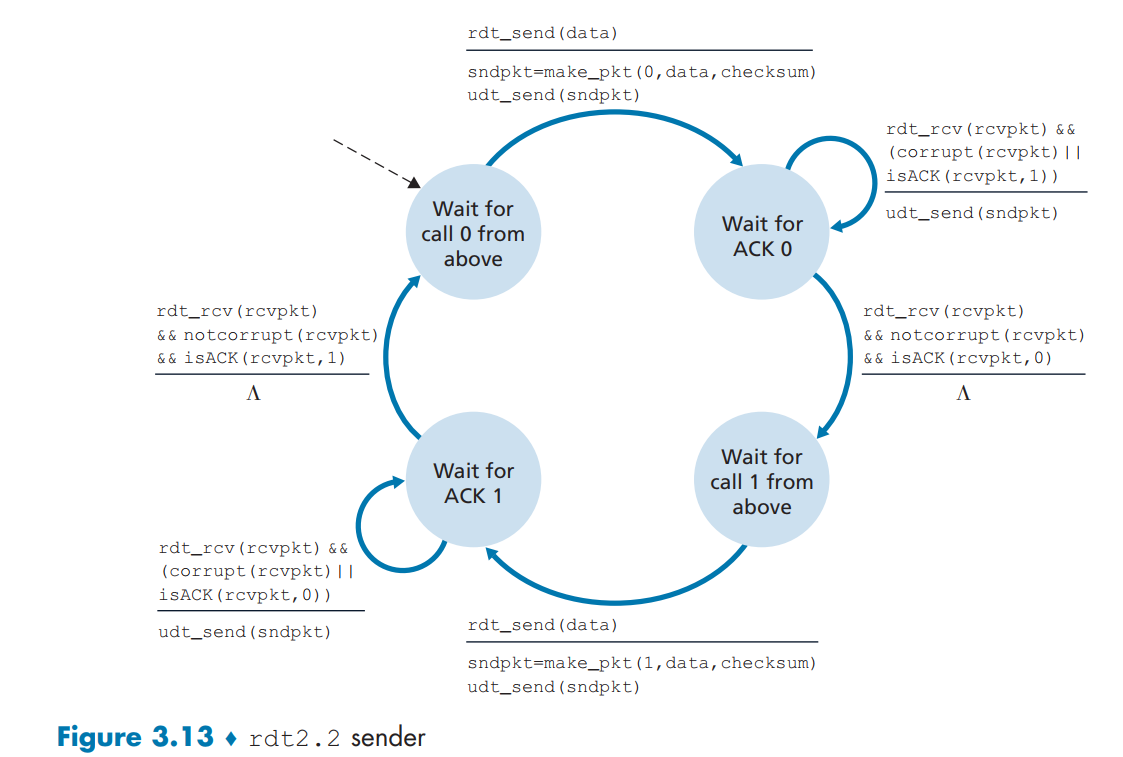 rdt_send(data)
sndpkt=make_pkt(0,data,checksum)
udt_send(sndpkt)
rdt_rcv(rcvpkt) &&
(corrupt(rcvpkt)||
isACK(rcvpkt,1))
udt_send(sndpkt)
Wait for
call 0 from
above
Wait for
ACK 0
rdt_rcv(rcvpkt)
&& notcorrupt(rcvpkt)
&& isACK(rcvpkt,1)
Λ
rdt_rcv(rcvpkt)
&& notcorrupt(rcvpkt)
&& isACK(rcvpkt,0)
Λ
Wait for
ACK 1
Wait for
call 1 from
above
rdt_rcv(rcvpkt) &&
(corrupt(rcvpkt)||
isACK(rcvpkt,0))
udt_send(sndpkt)
rdt_send(data)
sndpkt=make_pkt(1,data,checksum)
udt_send(sndpkt)
Figure 3.13 ♦ rdt2.2 sender